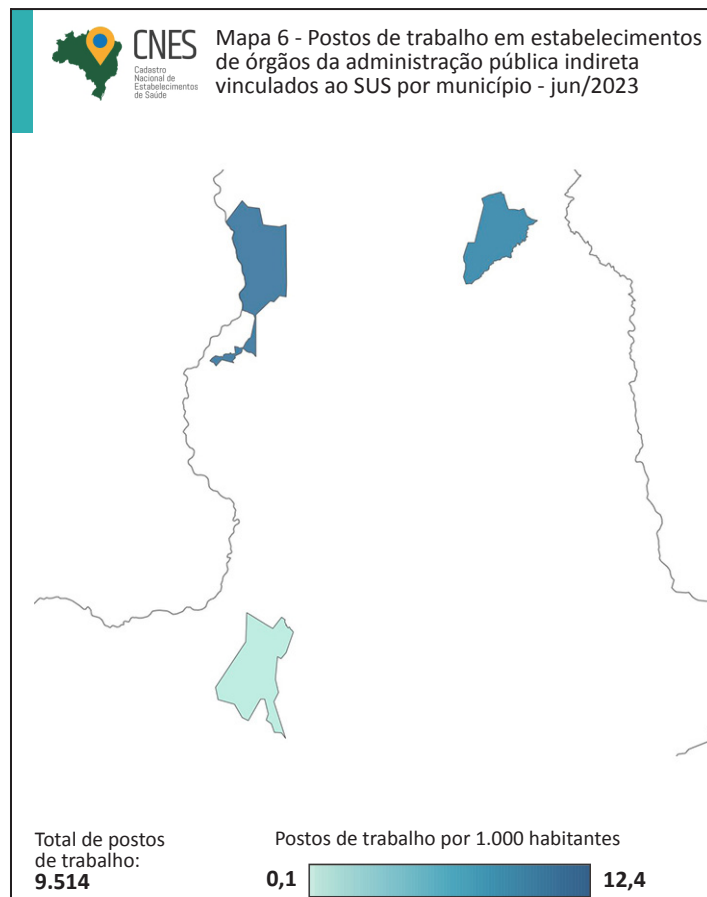 CNES
Cadastro
Nacional de
Estabelecimentos
de Saúde
Mapa 6 - Postos de trabalho em estabelecimentos
de órgãos da administração pública indireta
vinculados ao SUS por município - jun/2023
Total de postos
de trabalho:
9.514
Postos de trabalho por 1.000 habitantes
0,1
12,4